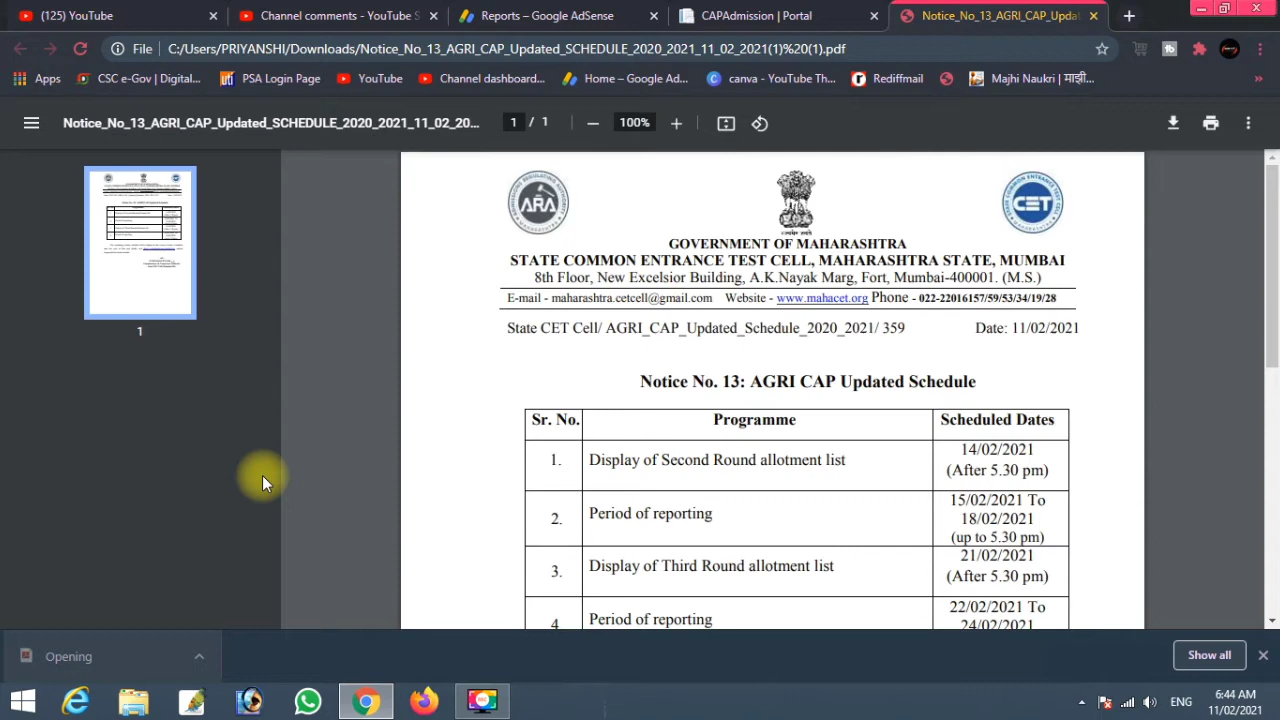 (125) YouTube
Channel comments - YouTube S
Reports – Google AdSense
CAPAdmission | Portal
Notice_No_13_AGRI_CAP_Upda
File C:/Users/PRIYANSHI/Downloads/Notice_No_13_AGRI_CAP_Updated_SCHEDULE_2020_2021_11_02_2021(1)%20(1).pdf
Apps
CSC e-Gov | Digital...
PSA Login Page
YouTube
Channel dashboard...
Home – Google Ad...
canva - YouTube Th...
Rediffmail
Majhi Naukri | माझी...
Notice_No_13_AGRI_CAP_Updated_SCHEDULE_2020_2021_11_02_20...
1 / 1
100%
1
ARA
CET
GOVERNMENT OF MAHARASHTRA
STATE COMMON ENTRANCE TEST CELL, MAHARASHTRA STATE, MUMBAI
8th Floor, New Excelsior Building, A.K.Nayak Marg, Fort, Mumbai-400001. (M.S.)
E-mail - maharashtra.cetcell@gmail.com Website - www.mahacet.org Phone - 022-22016157/59/53/34/19/28
State CET Cell/ AGRI_CAP_Updated_Schedule_2020_2021/ 359 Date: 11/02/2021
Notice No. 13: AGRI CAP Updated Schedule
Sr. No. Programme Scheduled Dates
1. Display of Second Round allotment list 14/02/2021
(After 5.30 pm)
2. Period of reporting 15/02/2021 To
18/02/2021
(up to 5.30 pm)
3. Display of Third Round allotment list 21/02/2021
(After 5.30 pm)
4 Period of reporting 22/02/2021 To
24/02/2021
Opening
Show all
ENG
6:44 AM
11/02/2021